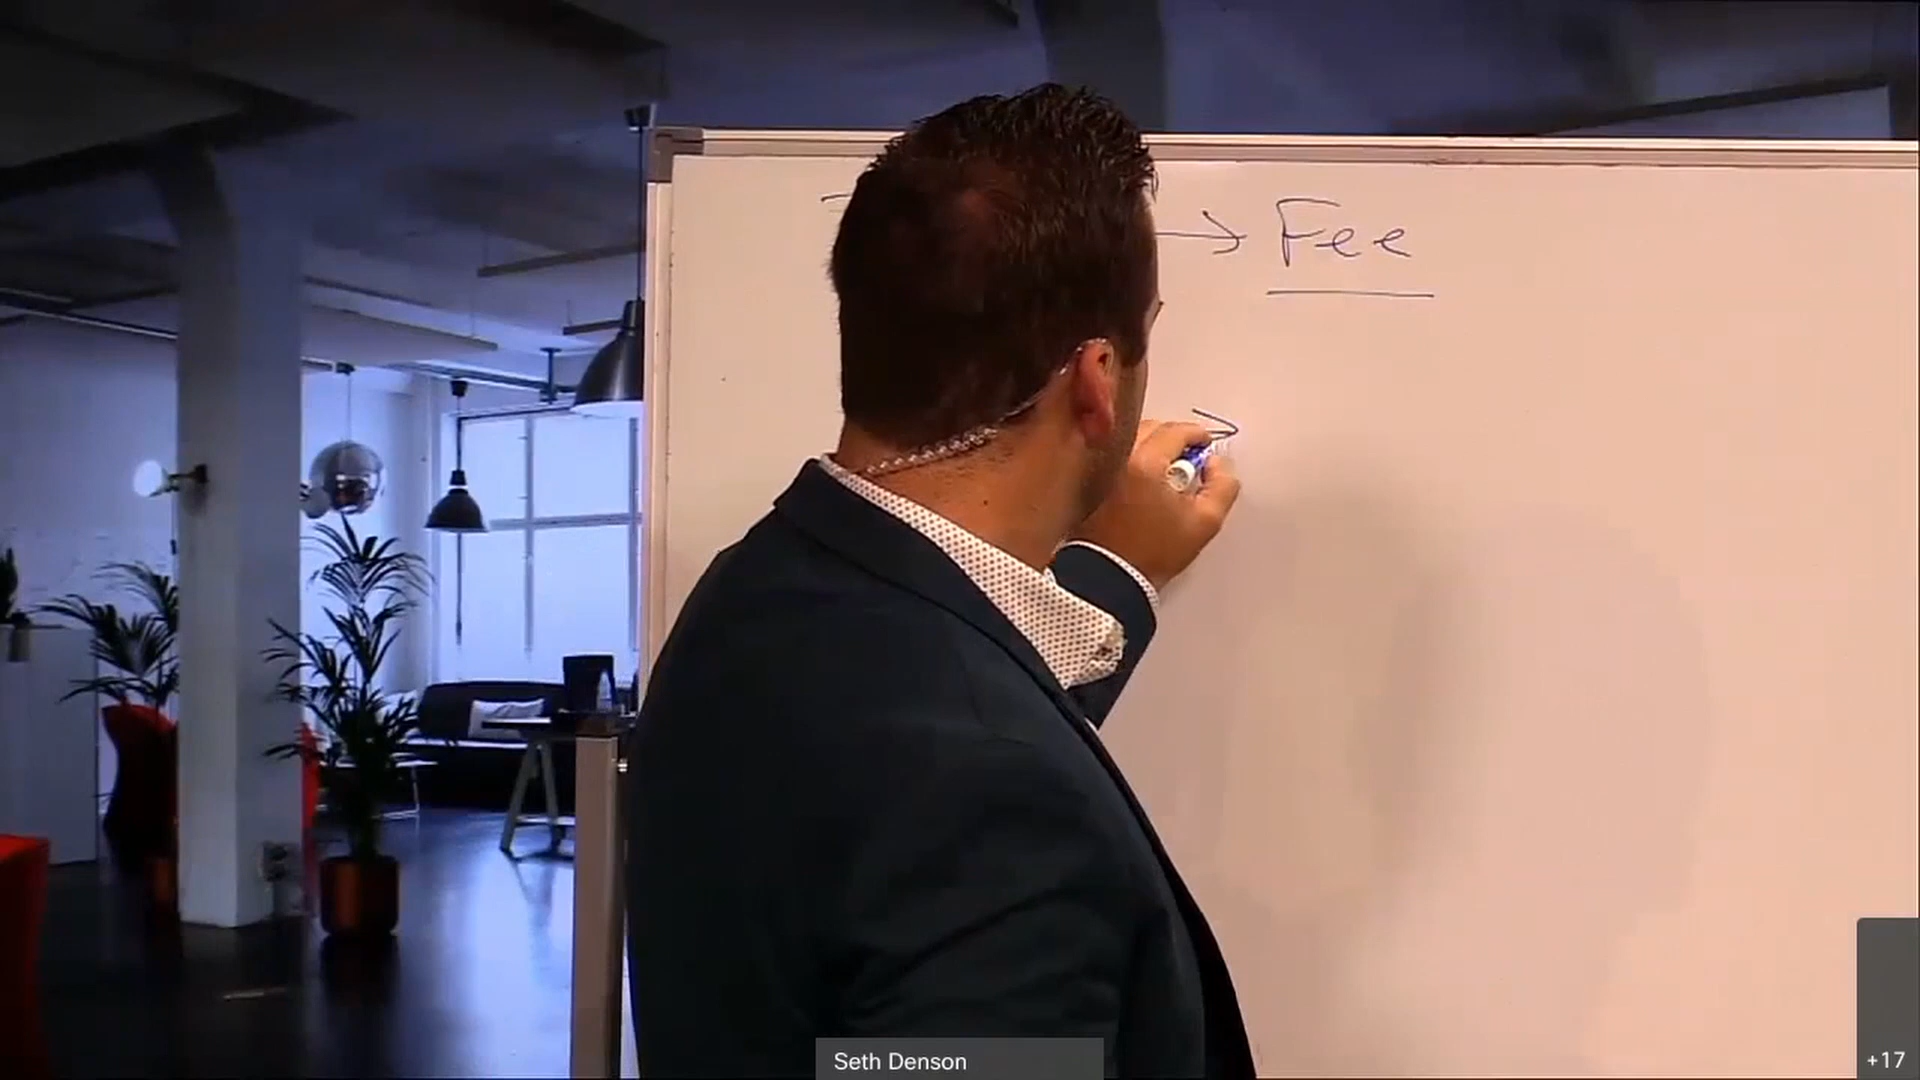 → Fee
→
Seth Denson
+17